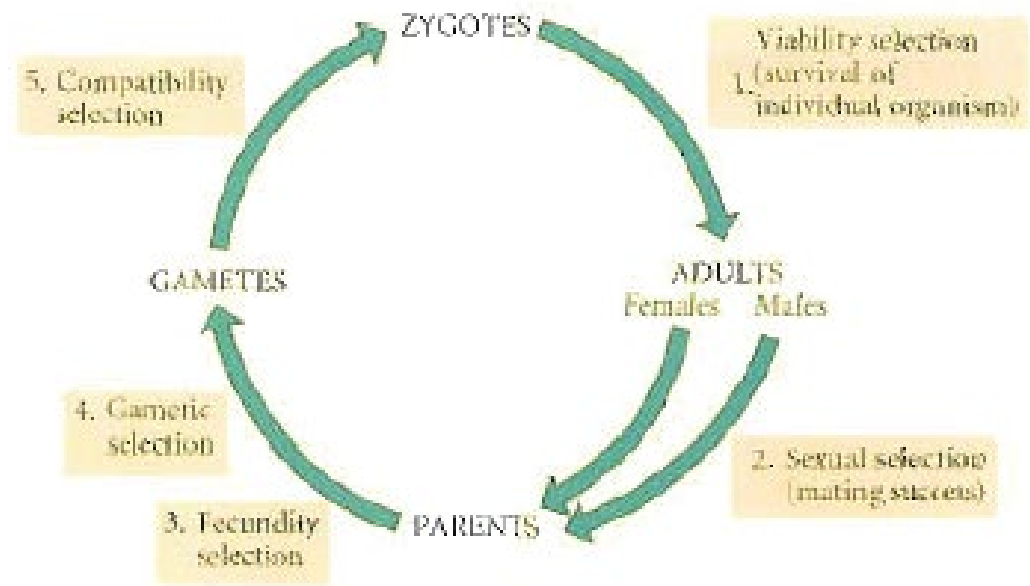 ZYGOTES
Viability selection
1. (survival of
individual organism)
ADULTS
Females Males
2. Sexual selection
(mating success)
PARENTS
3. Fecundity
selection
4. Gametic
selection
GAMETES
5. Compatibility
selection